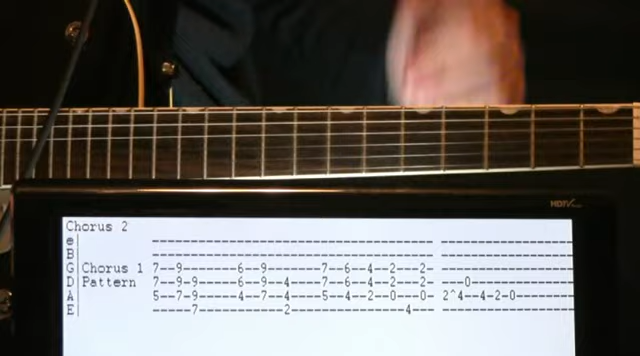 HDTV
Chorus 2
e|         ---------------------------------- ----------------
B|         ---------------------------------- ----------------
G| Chorus 1 7--9-------6--9-------7--6--4--2---2- ----------------
D| Pattern  7--9--9-----6--9--4----7--6--4--2---2- ---0------------
A|         5--7--9-----4--7--4----5--4--2--0---0- 2^4--4--2-0-------
E|         -----7----------2--------------4--- ----------------